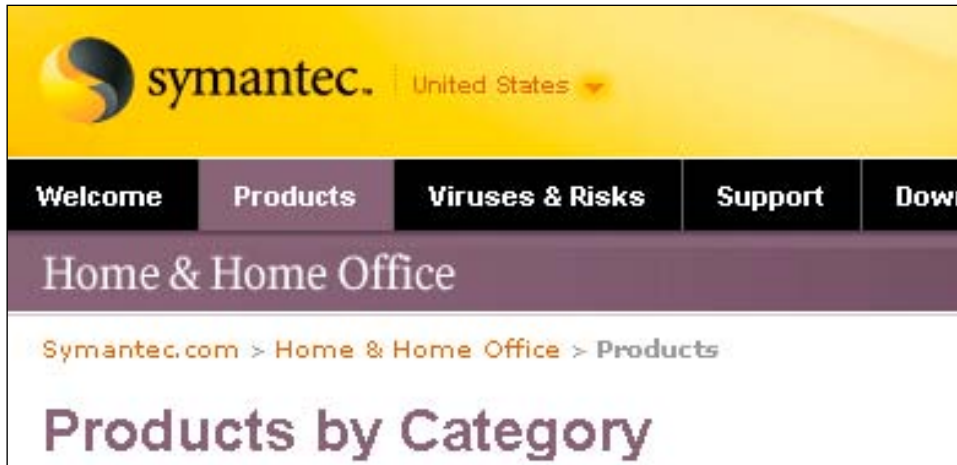 symantec. United States
Welcome Products Viruses & Risks Support
Home & Home Office
Symantec.com > Home & Home Office > Products
Products by Category